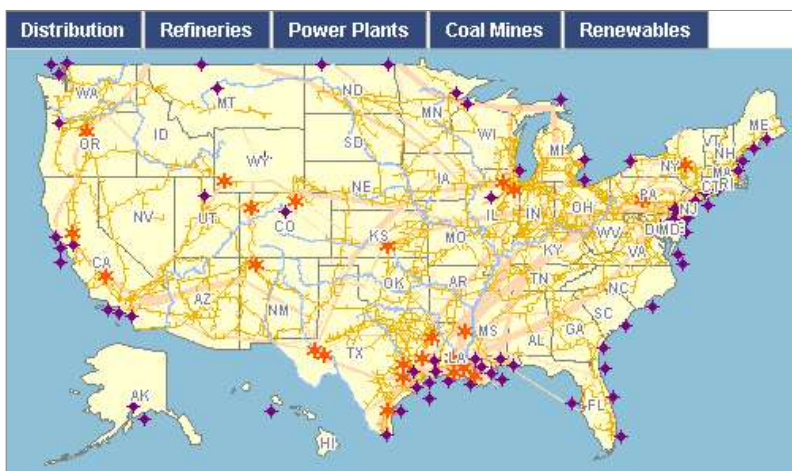 Distribution Refineries Power Plants Coal Mines Renewables
WA
MT
ND
MN
ME
OR
ID
WY
SD
WI
MI
VT
NH
NY
MA
CT
RI
NV
UT
NE
IA
PA
NJ
CO
IL
IN
OH
MD
CA
KS
MO
KY
WV
VA
AZ
NM
OK
AR
TN
NC
SC
TX
LA
MS
AL
GA
FL
AK
HI